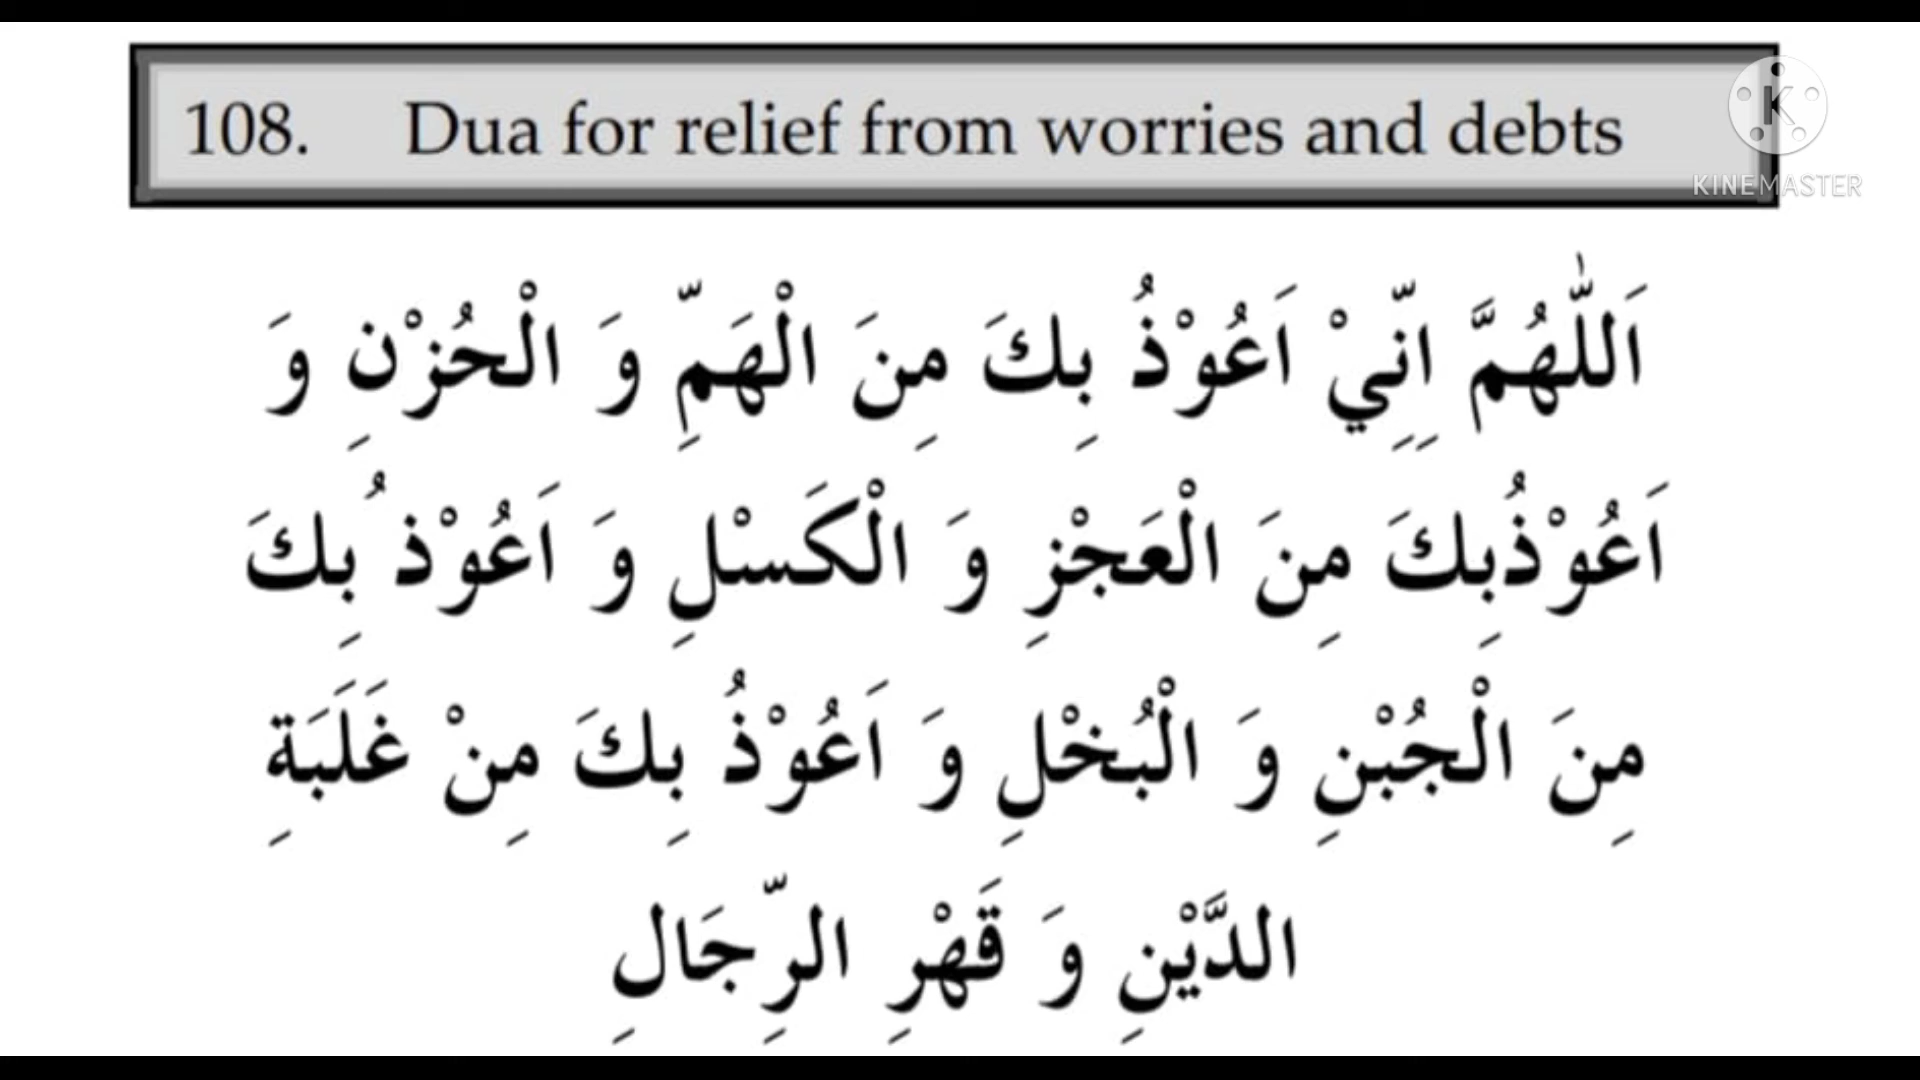 108. Dua for relief from worries and debts
KINEMASTER
اَللّٰهُمَّ اِنِّيْ اَعُوْذُ بِكَ مِنَ الْهَمِّ وَ الْحُزْنِ وَ
اَعُوْذُبِكَ مِنَ الْعَجْزِ وَ الْكَسْلِ وَ اَعُوْذُ بِكَ
مِنَ الْجُبْنِ وَ الْبُخْلِ وَ اَعُوْذُ بِكَ مِنْ غَلَبَةِ
الدَّيْنِ وَ قَهْرِ الرِّجَالِ